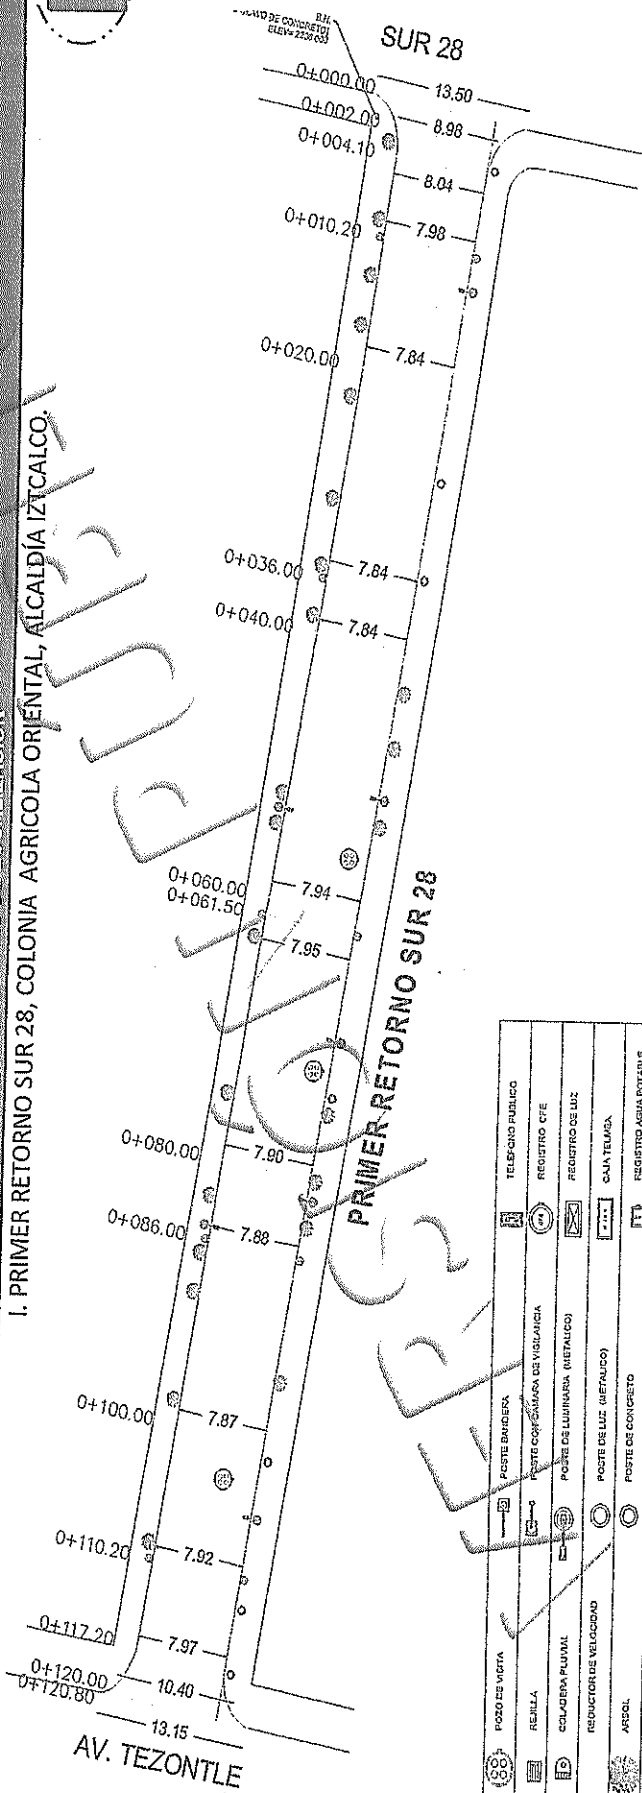 I. PRIMER RETORNO SUR 28, COLONIA AGRICOLA ORIENTAL, ALCALDÍA IZTCALCO.
B.N.
DE CONCRETO)
SUR 28
0+000.00
13.50
0+002.00
8.98
0+004.10
8.04
0+010.20
7.98
0+020.00
7.84
0+036.00
7.84
0+040.00
7.84
0+060.00
7.94
0+061.50
7.95
PRIMER RETORNO SUR 28
0+080.00
7.90
0+086.00
7.88
0+100.00
7.87
0+110.20
7.92
0+117.20
7.97
0+120.00
10.40
0+120.80
13.15
AV. TEZONTLE
VERSIÓN PÚBLICA
POZO DE VISITA
REJILLA
COLADERA PLUVIAL
REDUCTOR DE VELOCIDAD
ARBOL
POSTE BANDERA
POSTE CON CAMARA DE VIGILANCIA
POSTE DE LUMINARIA (METALICO)
POSTE DE LUZ (METALICO)
POSTE DE CONCRETO
TELEFONO PUBLICO
REGISTRO CFE
REGISTRO DE LUZ
CAJA TELMEX
REGISTRO AGUA POTABLE